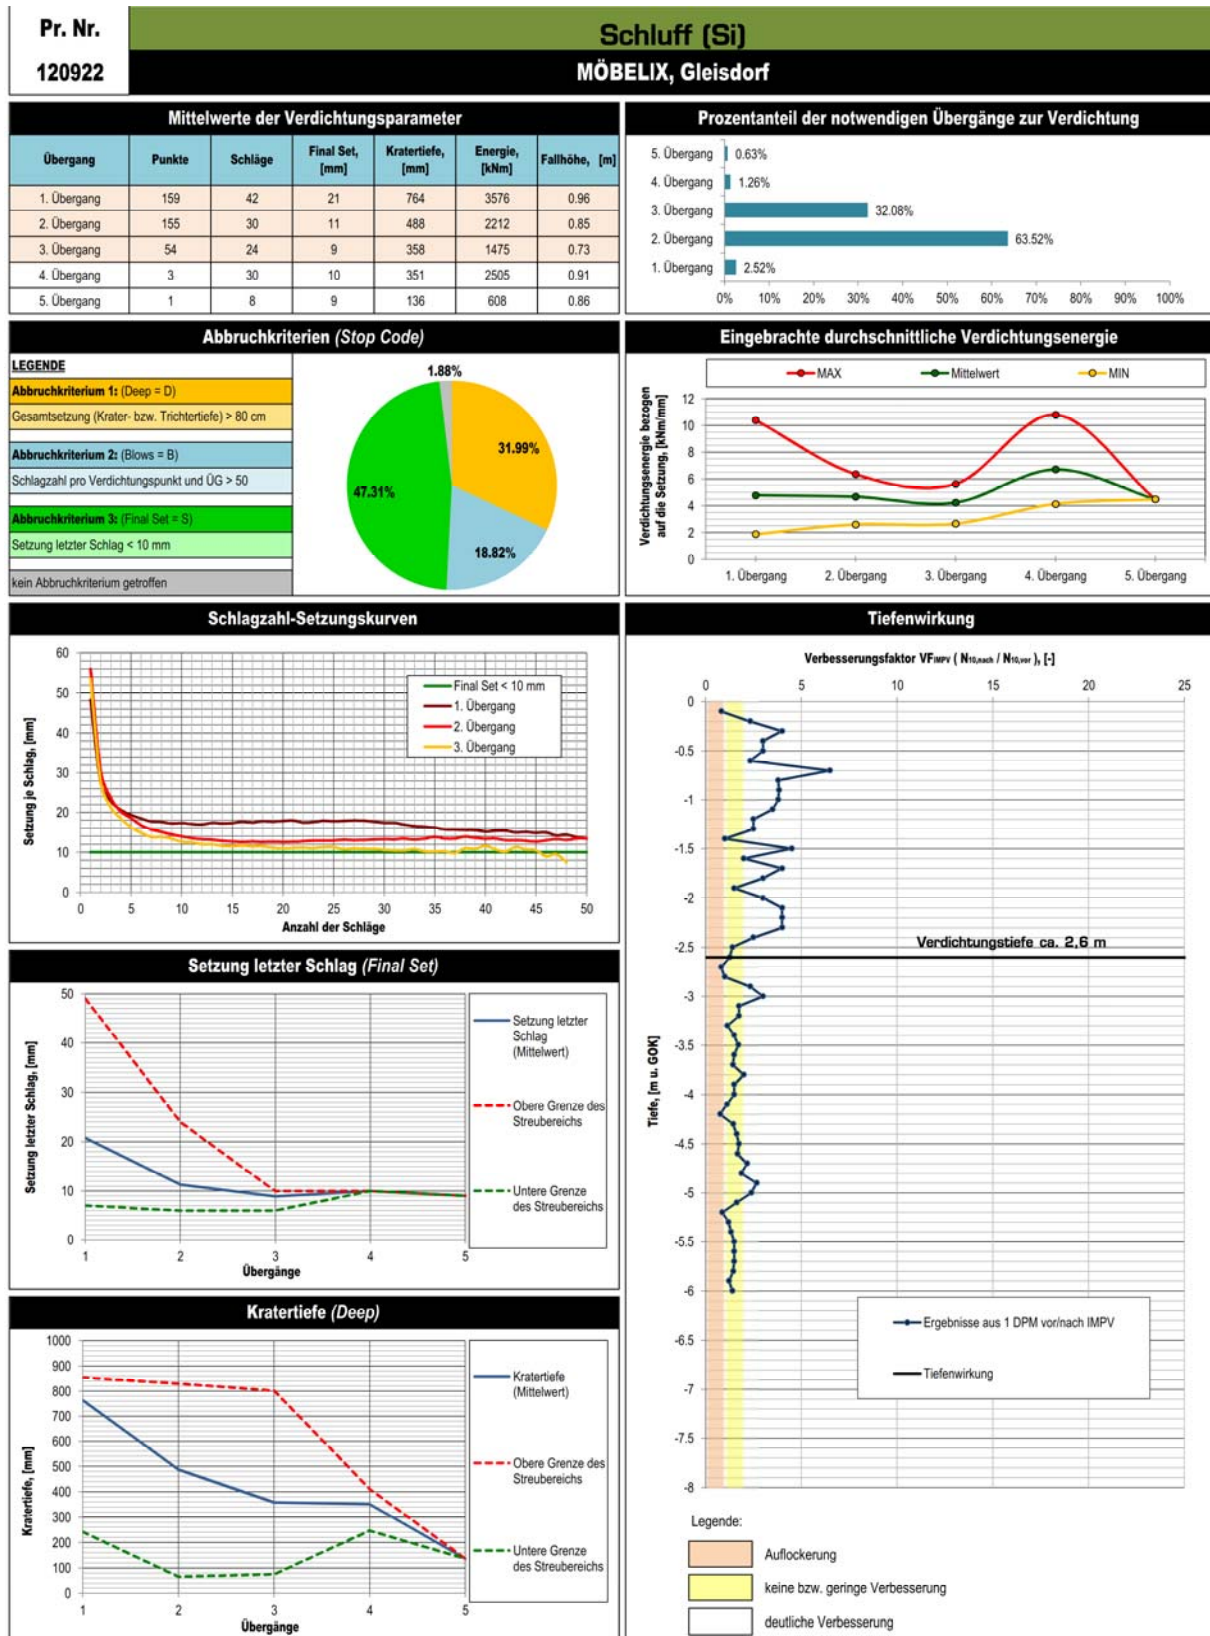 Pr. Nr.
120922
Schluff (Si)
MÖBELIX, Gleisdorf
Mittelwerte der Verdichtungsparameter
Übergang Punkte Schläge Final Set, [mm] Kratertiefe, [mm] Energie, [kNm] Fallhöhe, [m]
1. Übergang 159 42 21 764 3576 0.96
2. Übergang 155 30 11 488 2212 0.85
3. Übergang 54 24 9 358 1475 0.73
4. Übergang 3 30 10 351 2505 0.91
5. Übergang 1 8 9 136 608 0.86
Prozentanteil der notwendigen Übergänge zur Verdichtung
5. Übergang 0.63%
4. Übergang 1.26%
3. Übergang 32.08%
2. Übergang 63.52%
1. Übergang 2.52%
0% 10% 20% 30% 40% 50% 60% 70% 80% 90% 100%
Abbruchkriterien (Stop Code)
LEGENDE
Abbruchkriterium 1: (Deep = D)
Gesamtsetzung (Krater- bzw. Trichtertiefe) > 80 cm
Abbruchkriterium 2: (Blows = B)
Schlagzahl pro Verdichtungspunkt und ÜG > 50
Abbruchkriterium 3: (Final Set = S)
Setzung letzter Schlag < 10 mm
kein Abbruchkriterium getroffen
1.88%
31.99%
47.31%
18.82%
Eingebrachte durchschnittliche Verdichtungsenergie
MAX Mittelwert MIN
Verdichtungsenergie bezogen
auf die Setzung, [kNm/mm]
12
10
8
6
4
2
0
1. Übergang 2. Übergang 3. Übergang 4. Übergang 5. Übergang
Schlagzahl-Setzungskurven
Setzung je Schlag, [mm]
60
50
40
30
20
10
0
Final Set < 10 mm
1. Übergang
2. Übergang
3. Übergang
0 5 10 15 20 25 30 35 40 45 50
Anzahl der Schläge
Setzung letzter Schlag (Final Set)
Setzung letzter Schlag, [mm]
50
40
30
20
10
0
1 2 3 4 5
Übergänge
Setzung letzter
Schlag
(Mittelwert)
Obere Grenze des
Streubereichs
Untere Grenze
des Streubereichs
Kratertiefe (Deep)
Kratertiefe, [mm]
1000
900
800
700
600
500
400
300
200
100
0
1 2 3 4 5
Übergänge
Kratertiefe
(Mittelwert)
Obere Grenze des
Streubereichs
Untere Grenze
des Streubereichs
Tiefenwirkung
Verbesserungsfaktor VFIMPV ( N10,nach / N10,vor ), [-]
0 5 10 15 20 25
0
-0.5
-1
-1.5
-2
-2.5
-3
-3.5
-4
-4.5
-5
-5.5
-6
-6.5
-7
-7.5
-8
Tiefe, [m u. GOK]
Verdichtungstiefe ca. 2,6 m
Ergebnisse aus 1 DPM vor/nach IMPV
Tiefenwirkung
Legende:
Auflockerung
keine bzw. geringe Verbesserung
deutliche Verbesserung